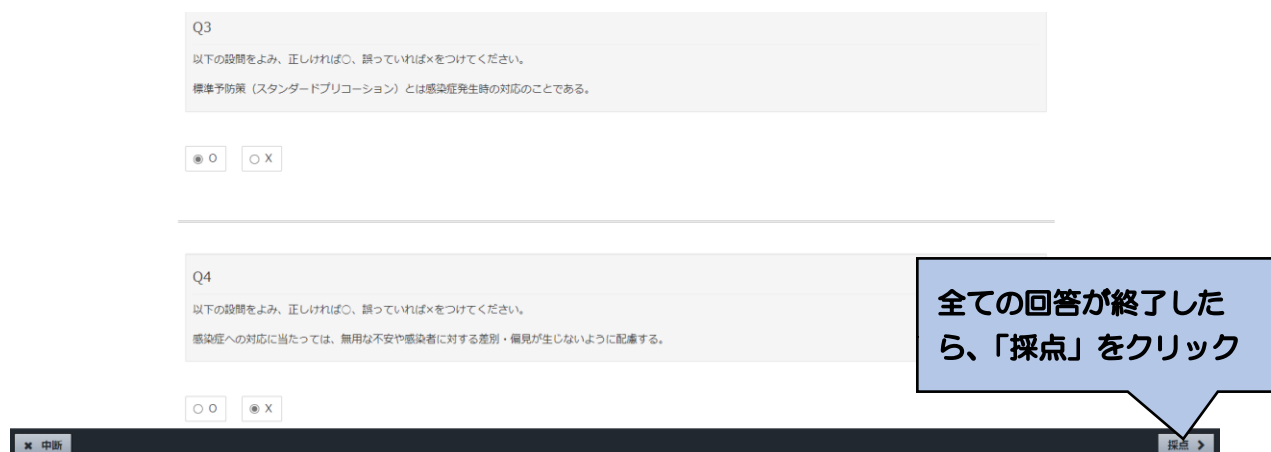 Q3
以下の設問をよみ、正しければ○、誤っていれば×をつけてください。
標準予防策（スタンダードプリコーション）とは感染症発生時の対応のことである。
O X
Q4
以下の設問をよみ、正しければ○、誤っていれば×をつけてください。
感染症への対応に当たっては、無用な不安や感染者に対する差別・偏見が生じないように配慮する。
全ての回答が終了した
ら、「採点」をクリック
O X
× 中断
採点 >